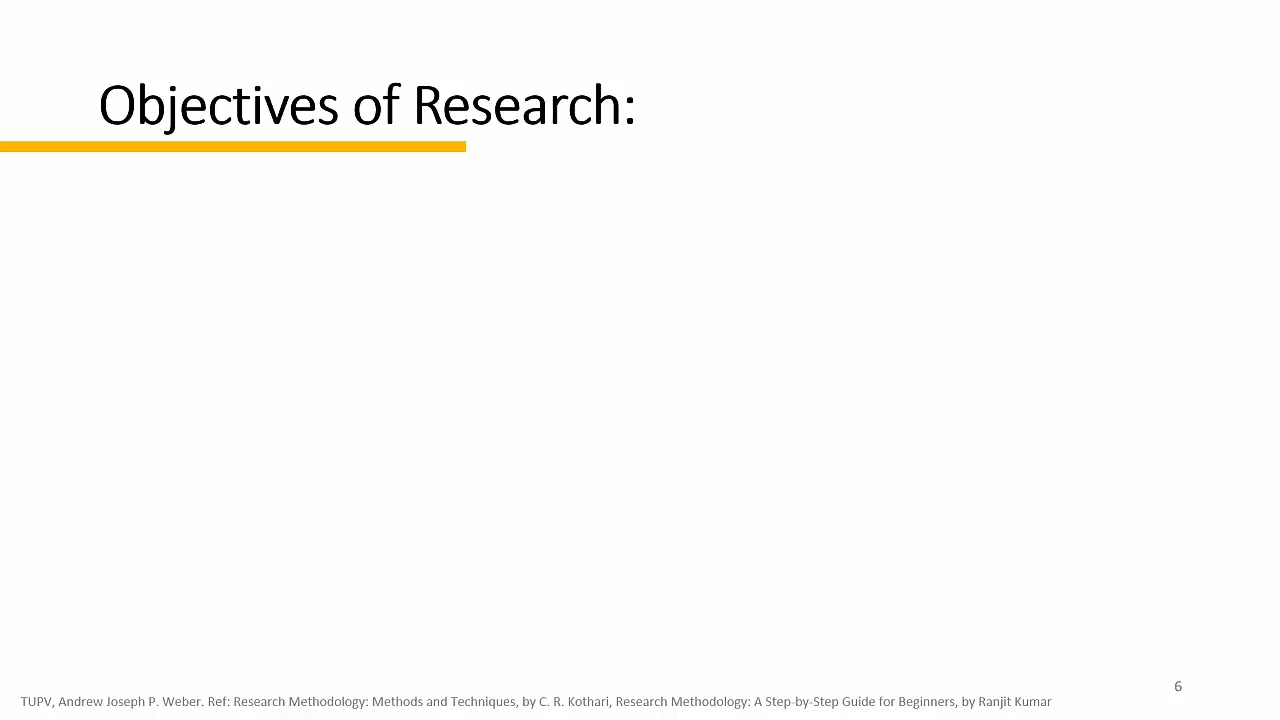 Objectives of Research:
6
TUPV, Andrew Joseph P. Weber. Ref: Research Methodology: Methods and Techniques, by C. R. Kothari, Research Methodology: A Step-by-Step Guide for Beginners, by Ranjit Kumar